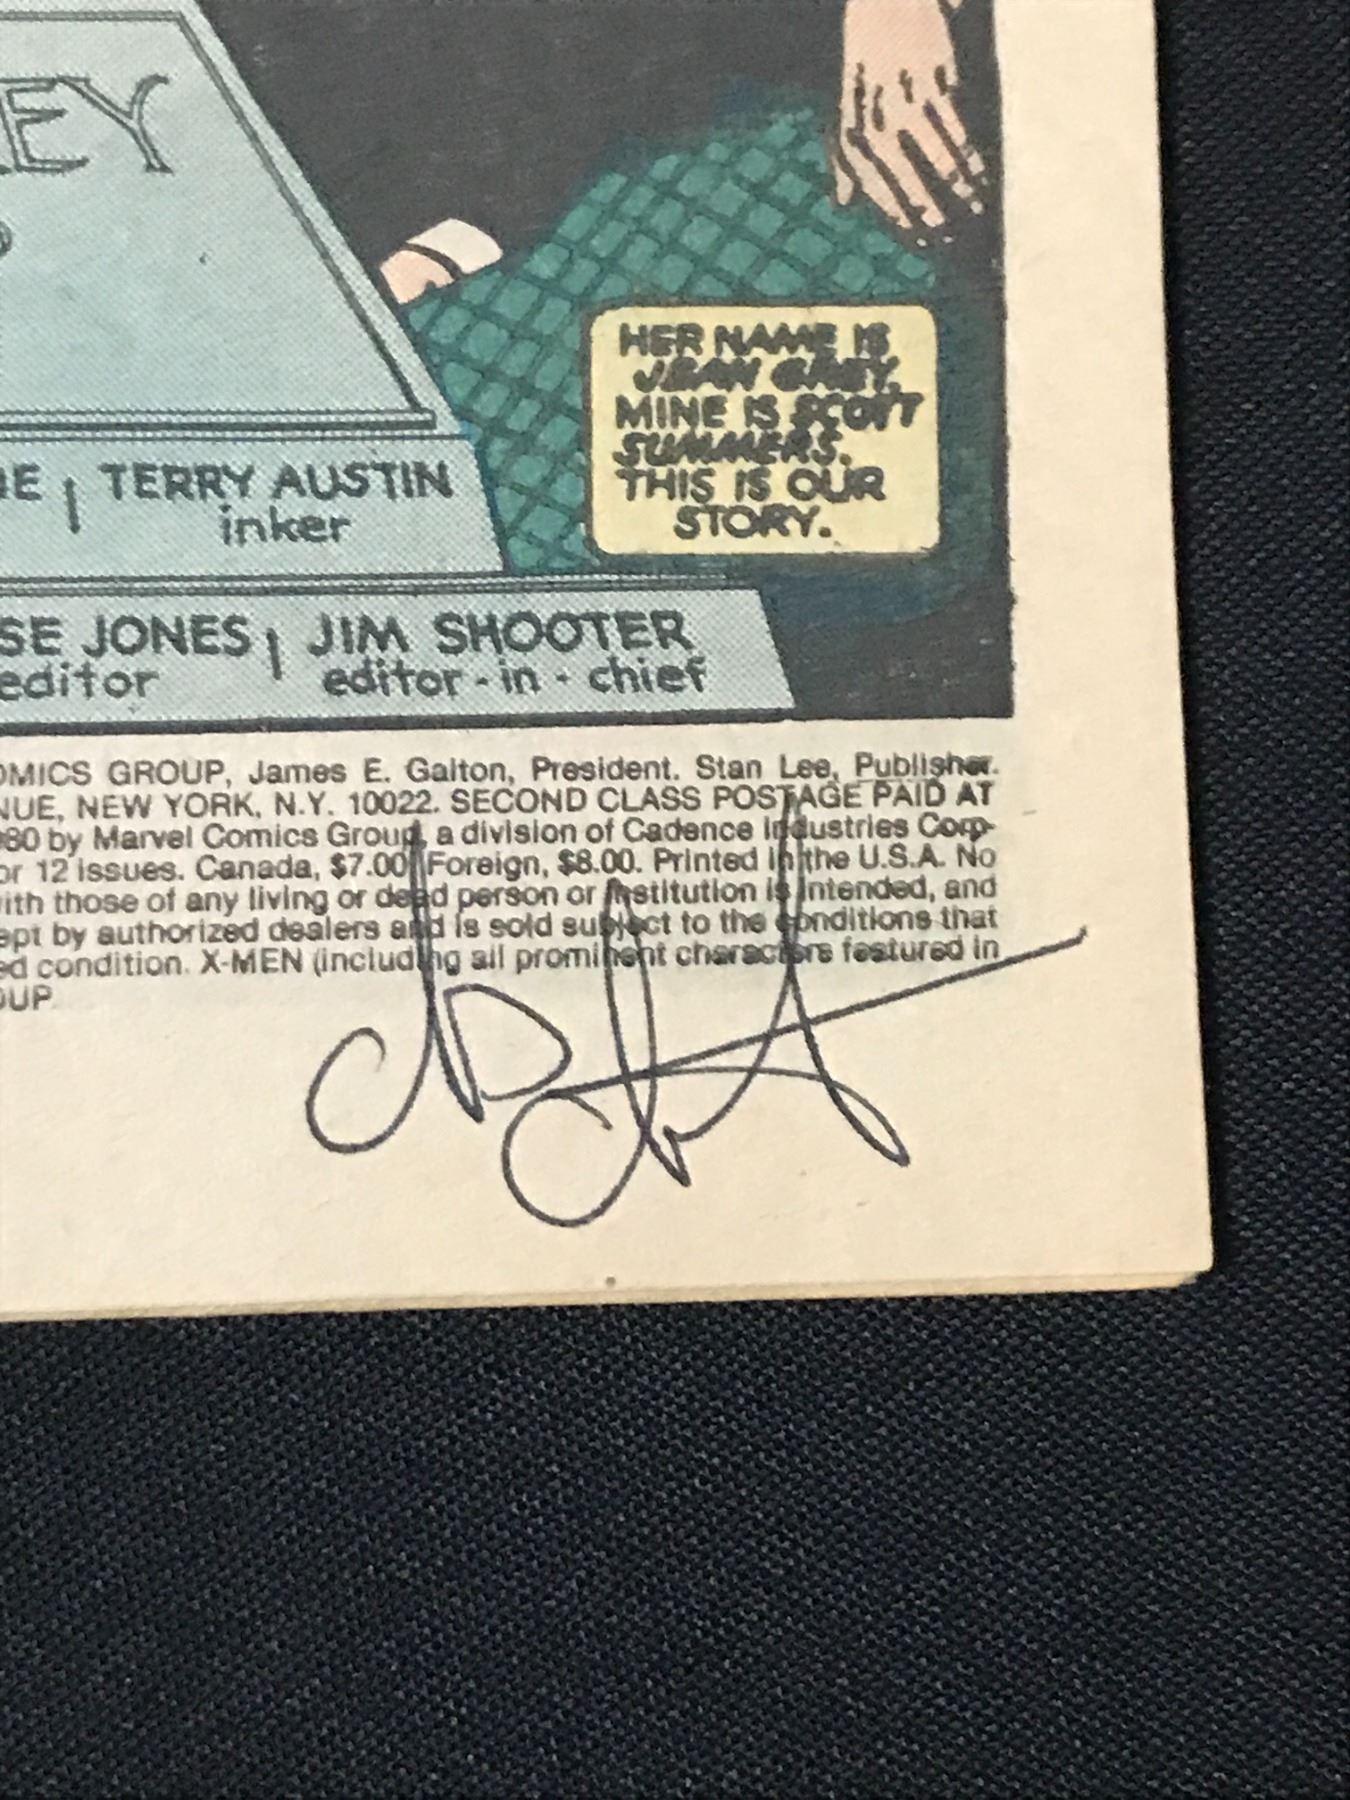 EY
HER NAME IS
JEAN GREY.
MINE IS SCOTT
SUMMERS.
THIS IS OUR
STORY.
NE | TERRY AUSTIN
inker
SE JONES | JIM SHOOTER
editor editor-in-chief
OMICS GROUP, James E. Galton, President. Stan Lee, Publisher.
NUE, NEW YORK, N.Y. 10022. SECOND CLASS POSTAGE PAID AT
980 by Marvel Comics Group, a division of Cadence Industries Corp-
or 12 issues. Canada, $7.00. Foreign, $8.00. Printed in the U.S.A. No
with those of any living or dead person or institution is intended, and
ept by authorized dealers and is sold subject to the conditions that
ed condition. X-MEN (including all prominent characters featured in
OUP.